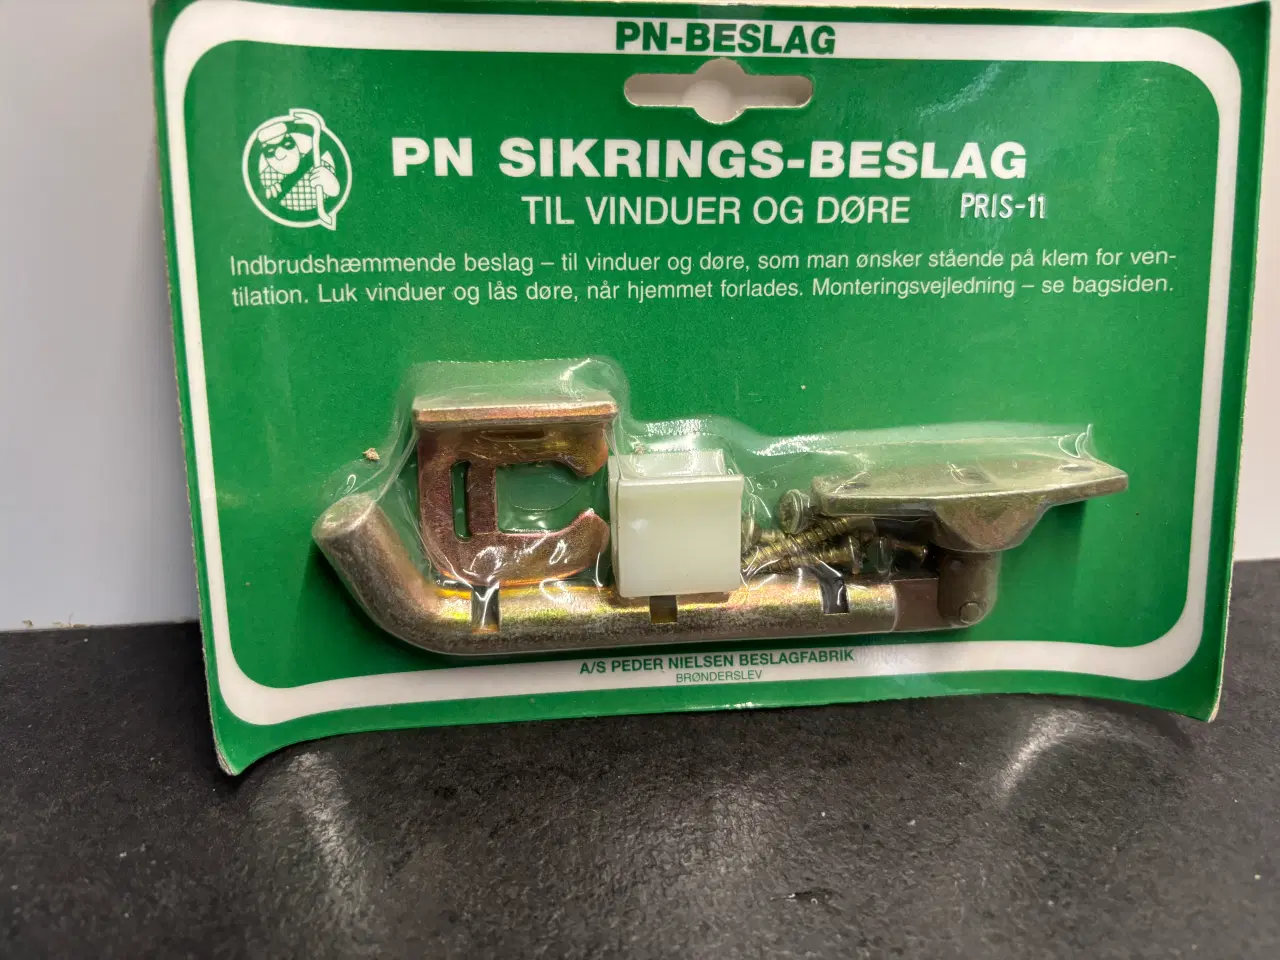 PN-BESLAG
PN SIKRINGS-BESLAG
TIL VINDUER OG DØRE PRIS-11
Indbrudshæmmende beslag – til vinduer og døre, som man ønsker stående på klem for ven-
tilation. Luk vinduer og lås døre, når hjemmet forlades. Monteringsvejledning – se bagsiden.
A/S PEDER NIELSEN BESLAGFABRIK
BRØNDERSLEV